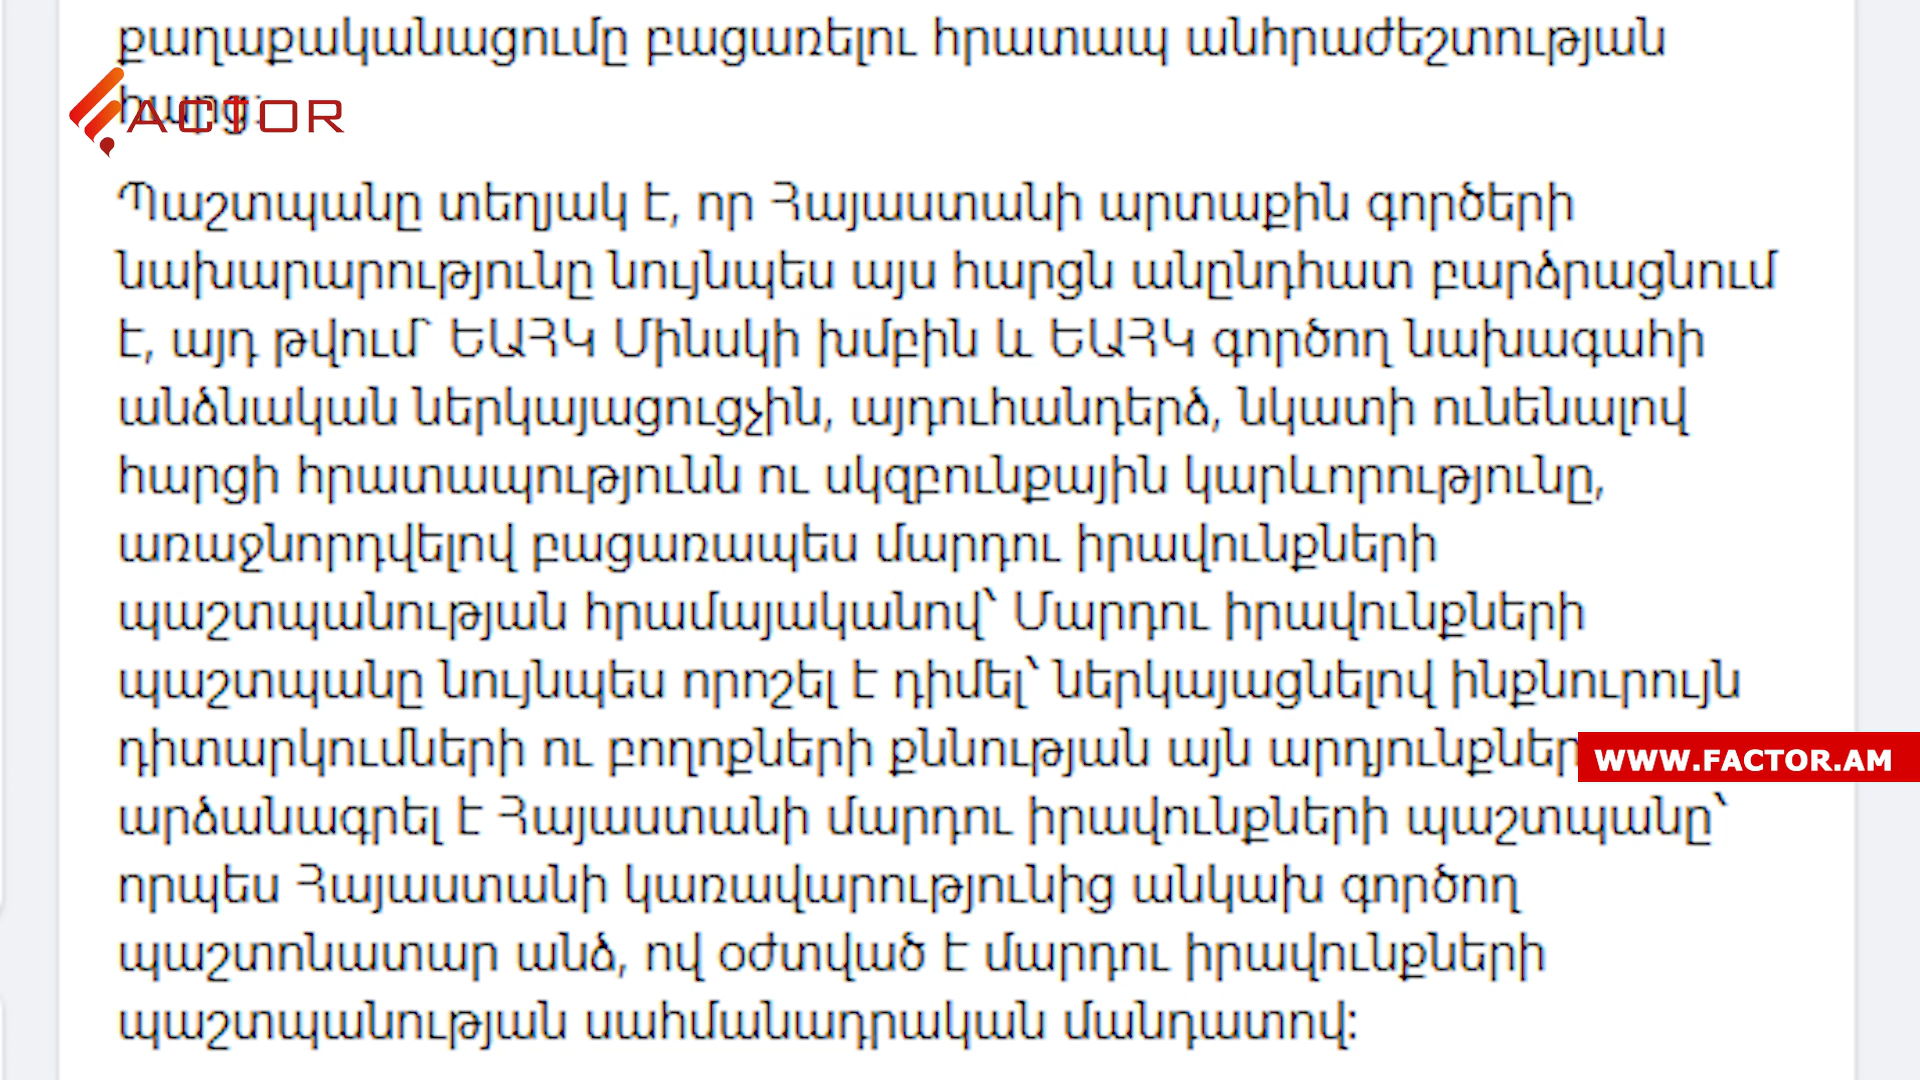 քաղաքականացումը բացառելու հրատապ անհրաժեշտության
հարց:
ACTOR
Պաշտպանը տեղյակ է, որ Հայաստանի արտաքին գործերի
նախարարությունը նույնպես այս հարցն անընդհատ բարձրացնում
է, այդ թվում՝ ԵԱՀԿ Մինսկի խմբին և ԵԱՀԿ գործող նախագահի
անձնական ներկայացուցչին, այդուհանդերձ, նկատի ունենալով
հարցի հրատապությունն ու սկզբունքային կարևորությունը,
առաջնորդվելով բացառապես մարդու իրավունքների
պաշտպանության հրամայականով՝ Մարդու իրավունքների
պաշտպանը նույնպես որոշել է դիմել՝ ներկայացնելով ինքնուրույն
դիտարկումների ու բողոքների քննության այն
WWW.FACTOR.AM
արձանագրել է Հայաստանի մարդու իրավունքների պաշտպանը՝
որպես Հայաստանի կառավարությունից անկախ գործող
պաշտոնատար անձ, ով օժտված է մարդու իրավունքների
պաշտպանության սահմանադրական մանդատով: